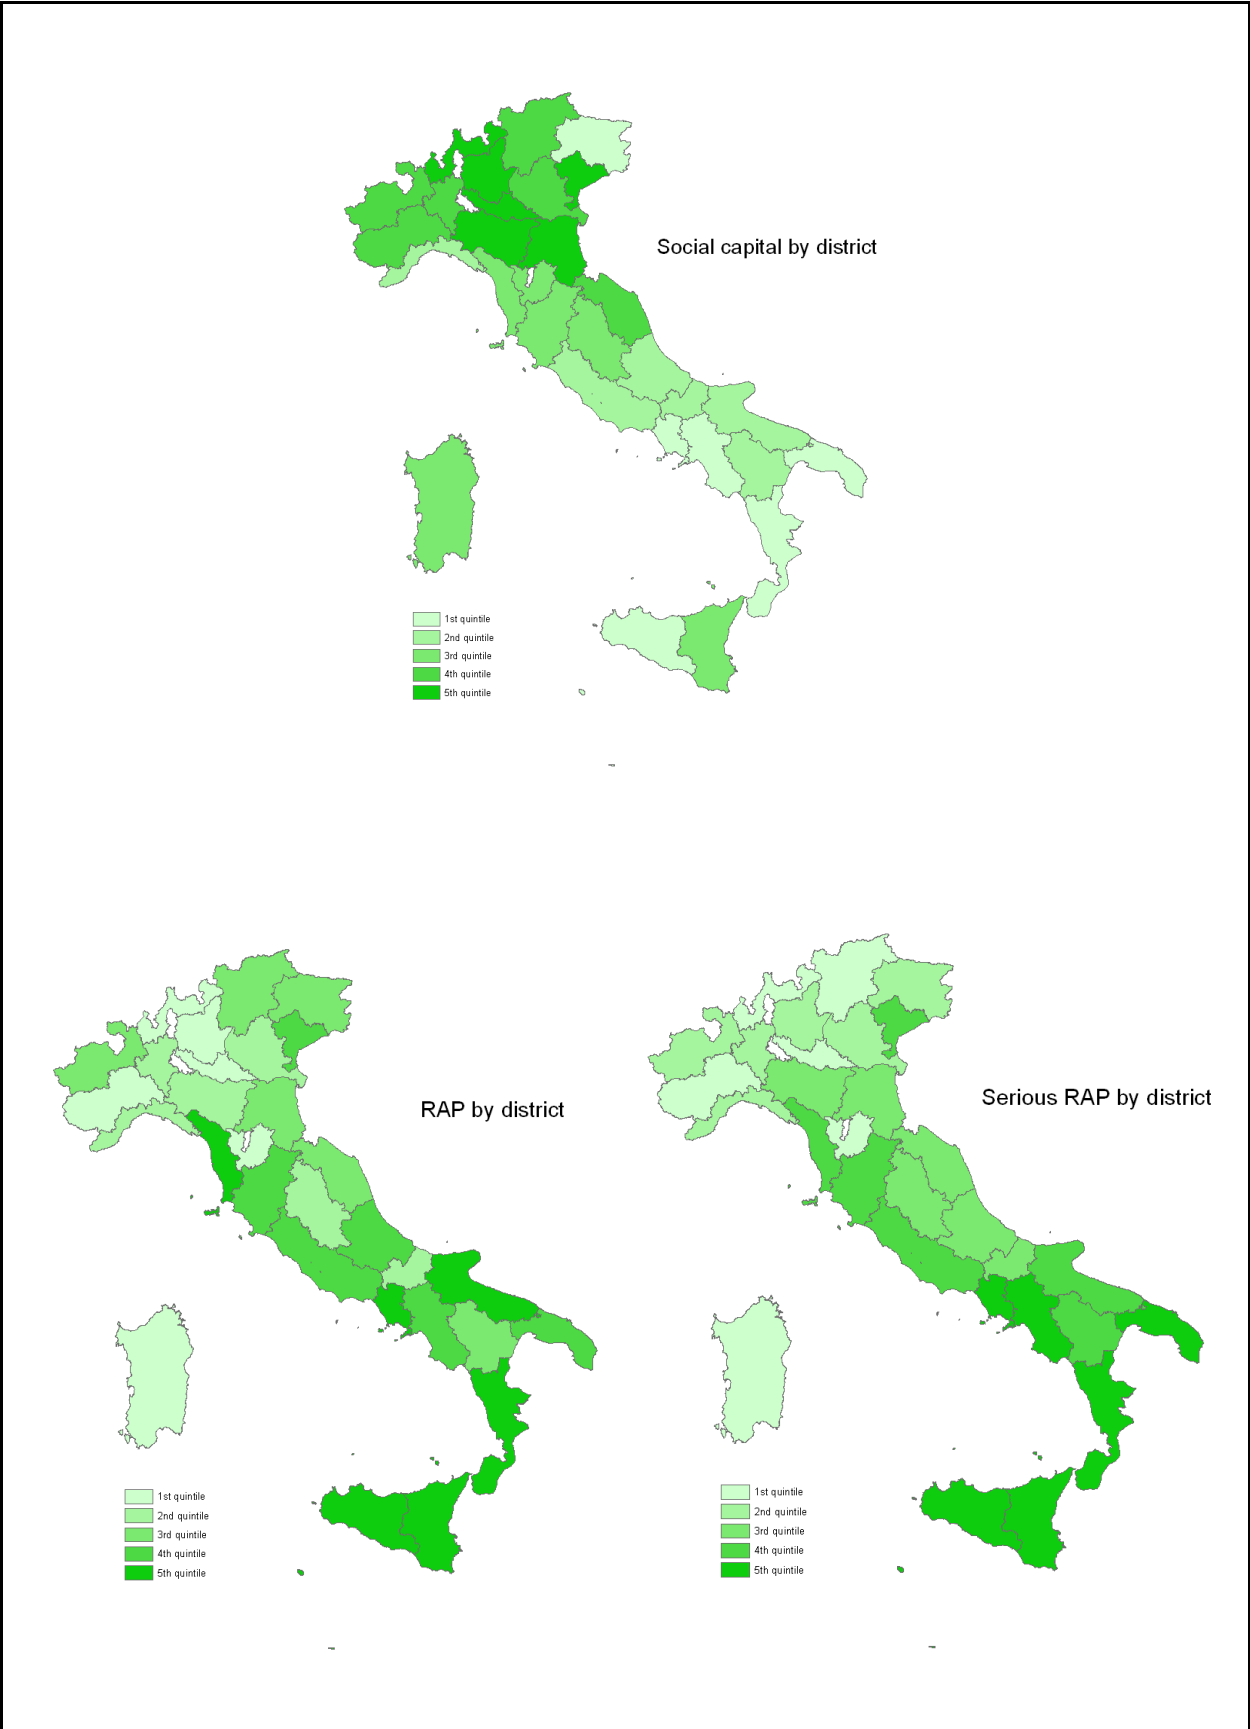 Social capital by district
1st quintile
2nd quintile
3rd quintile
4th quintile
5th quintile
RAP by district
1st quintile
2nd quintile
3rd quintile
4th quintile
5th quintile
Serious RAP by district
1st quintile
2nd quintile
3rd quintile
4th quintile
5th quintile